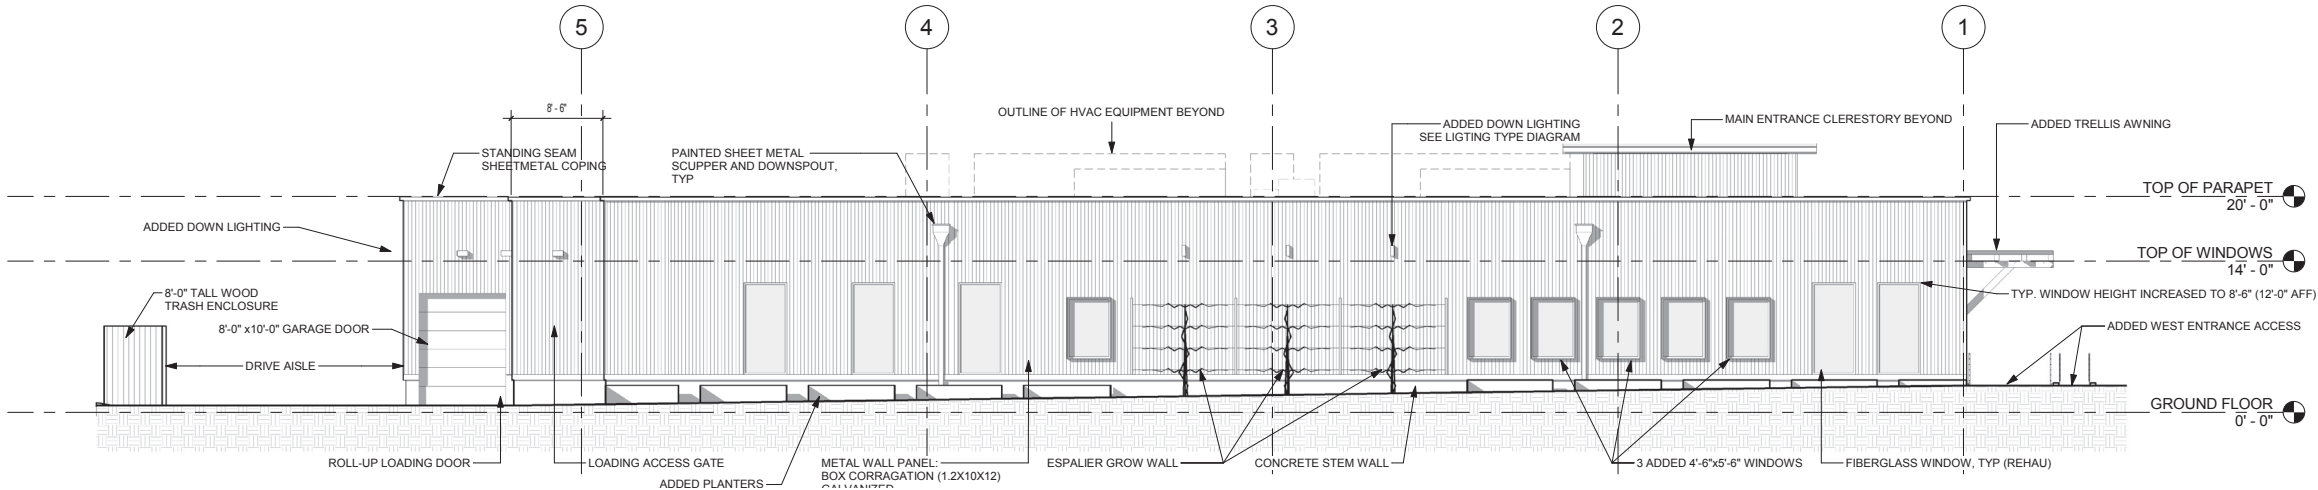 5
4
3
2
1
8' - 6"
OUTLINE OF HVAC EQUIPMENT BEYOND
ADDED DOWN LIGHTING
SEE LIGTING TYPE DIAGRAM
MAIN ENTRANCE CLERESTORY BEYOND
ADDED TRELLIS AWNING
STANDING SEAM
SHEETMETAL COPING
PAINTED SHEET METAL
SCUPPER AND DOWNSPOUT,
TYP
TOP OF PARAPET
20' - 0"
ADDED DOWN LIGHTING
TOP OF WINDOWS
14' - 0"
8'-0" TALL WOOD
TRASH ENCLOSURE
TYP. WINDOW HEIGHT INCREASED TO 8'-6" (12'-0" AFF)
8'-0" x10'-0" GARAGE DOOR
ADDED WEST ENTRANCE ACCESS
DRIVE AISLE
GROUND FLOOR
0' - 0"
ROLL-UP LOADING DOOR
LOADING ACCESS GATE
ADDED PLANTERS
METAL WALL PANEL:
BOX CORRAGATION (1.2X10X12)
GALVANIZED
ESPALIER GROW WALL
CONCRETE STEM WALL
3 ADDED 4'-6"x5'-6" WINDOWS
FIBERGLASS WINDOW, TYP (REHAU)